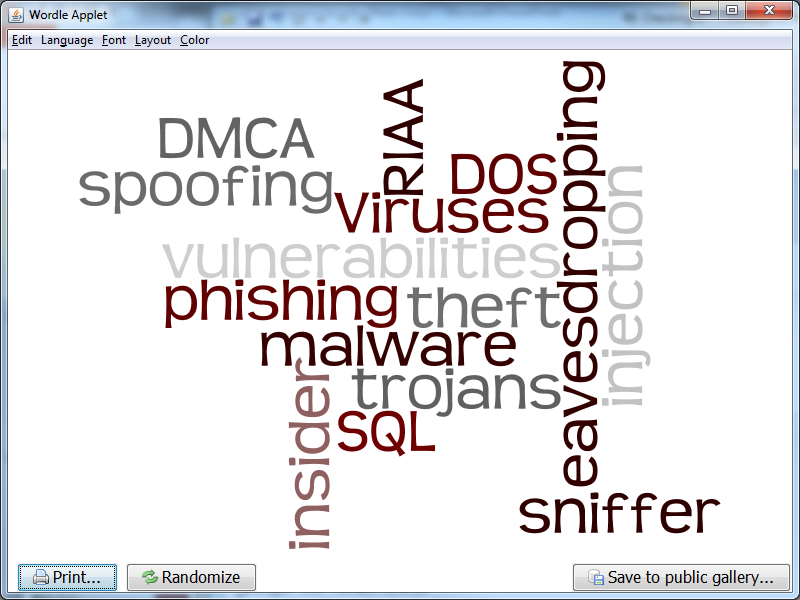 Wordle Applet
Edit Language Font Layout Color
RIAA
eavesdropping
DMCA
DOS
spoofing
injection
Viruses
vulnerabilities
phishing
theft
malware
insider
trojans
SQL
sniffer
Print...
Randomize
Save to public gallery...